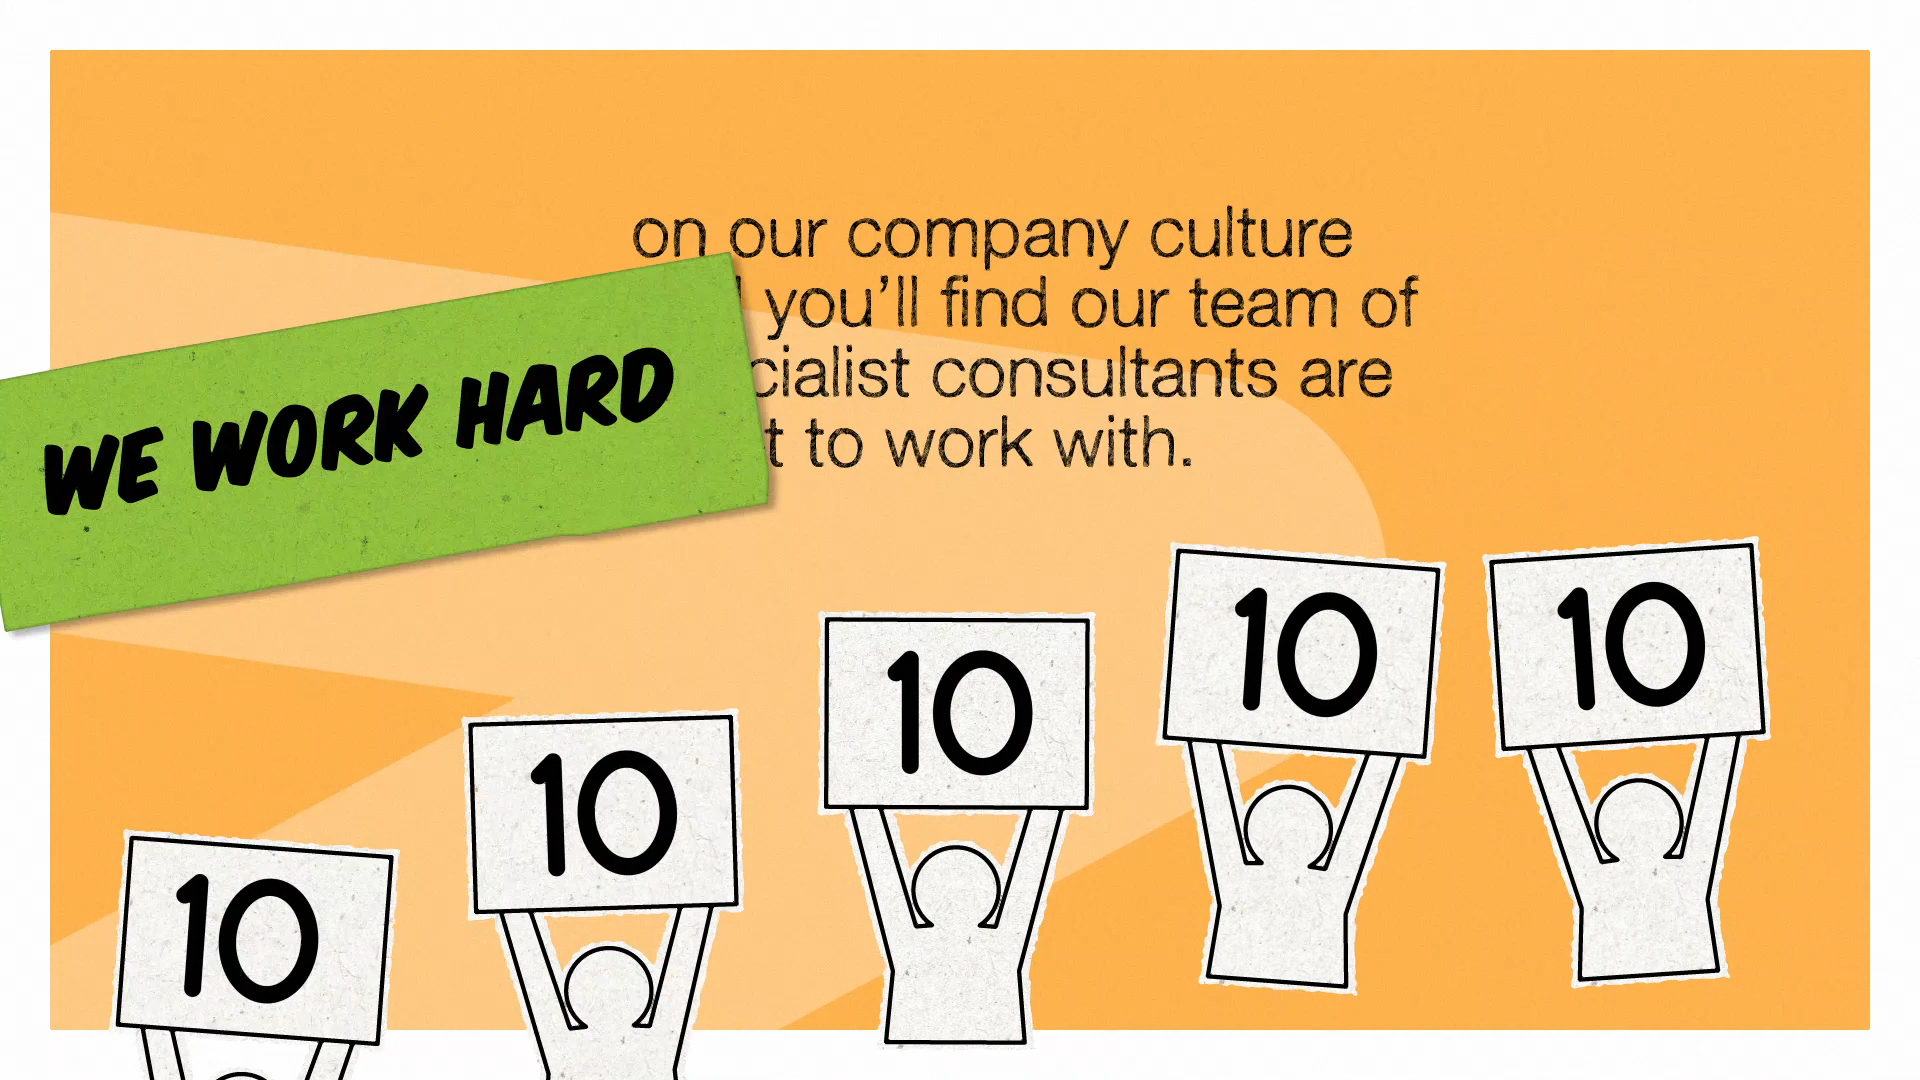 on our company culture
you’ll find our team of
consultants are
to work with.
WE WORK HARD
10
10
10
10
10